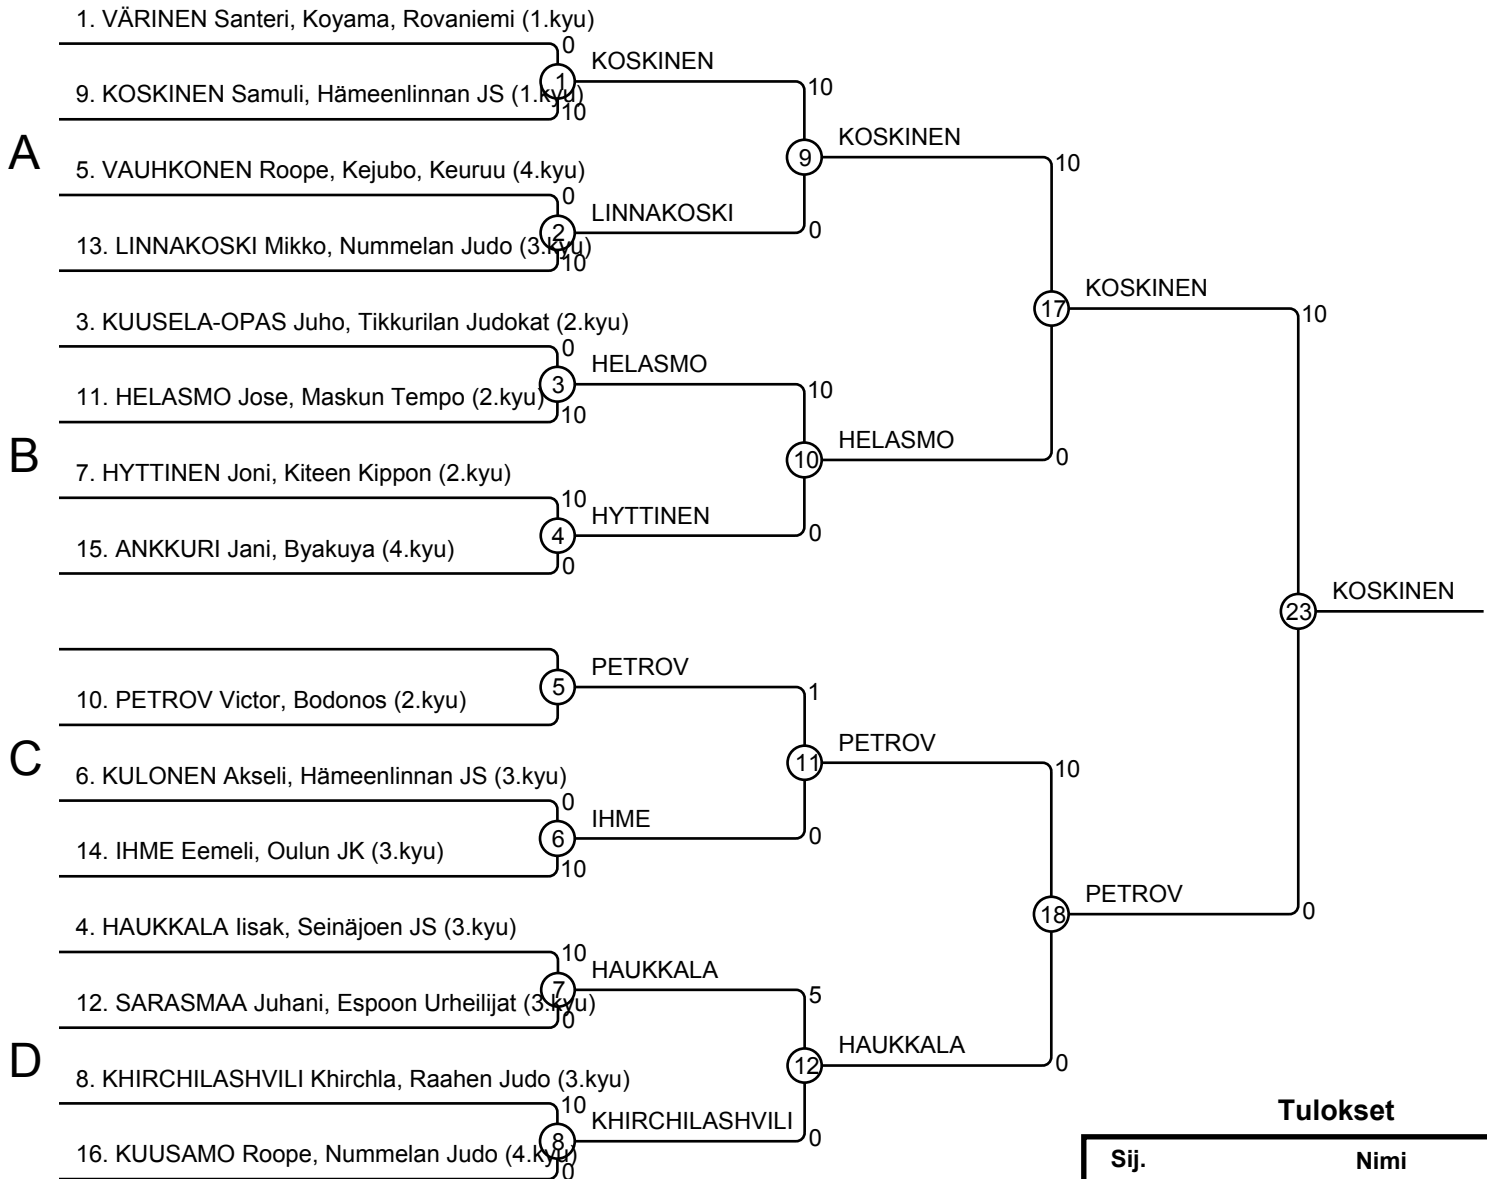 1. VÄRINEN Santeri, Koyama, Rovaniemi (1.kyu)
0
KOSKINEN
1
10
9. KOSKINEN Samuli, Hämeenlinnan JS (1.kyu)
10
A
KOSKINEN
9
10
5. VAUHKONEN Roope, Kejubo, Keuruu (4.kyu)
0
LINNAKOSKI
2
0
13. LINNAKOSKI Mikko, Nummelan Judo (3.kyu)
10
KOSKINEN
17
10
3. KUUSELA-OPAS Juho, Tikkurilan Judokat (2.kyu)
0
HELASMO
3
10
11. HELASMO Jose, Maskun Tempo (2.kyu)
10
B
HELASMO
10
0
7. HYTTINEN Joni, Kiteen Kippon (2.kyu)
10
HYTTINEN
4
0
15. ANKKURI Jani, Byakuya (4.kyu)
0
KOSKINEN
23
PETROV
5
1
10. PETROV Victor, Bodonos (2.kyu)
C
PETROV
11
10
6. KULONEN Akseli, Hämeenlinnan JS (3.kyu)
0
IHME
6
0
14. IHME Eemeli, Oulun JK (3.kyu)
10
PETROV
18
0
4. HAUKKALA Iisak, Seinäjoen JS (3.kyu)
10
HAUKKALA
7
5
12. SARASMAA Juhani, Espoon Urheilijat (3.kyu)
0
D
HAUKKALA
12
0
8. KHIRCHILASHVILI Khirchla, Raahen Judo (3.kyu)
10
KHIRCHILASHVILI
8
0
16. KUUSAMO Roope, Nummelan Judo (4.kyu)
0
Tulokset
Sij. Nimi